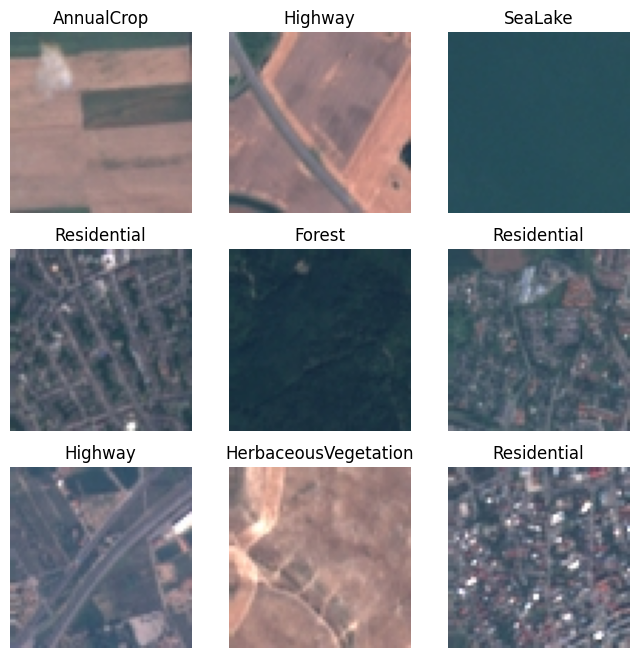 AnnualCrop
Highway
SeaLake
Residential
Forest
Residential
Highway
HerbaceousVegetation
Residential